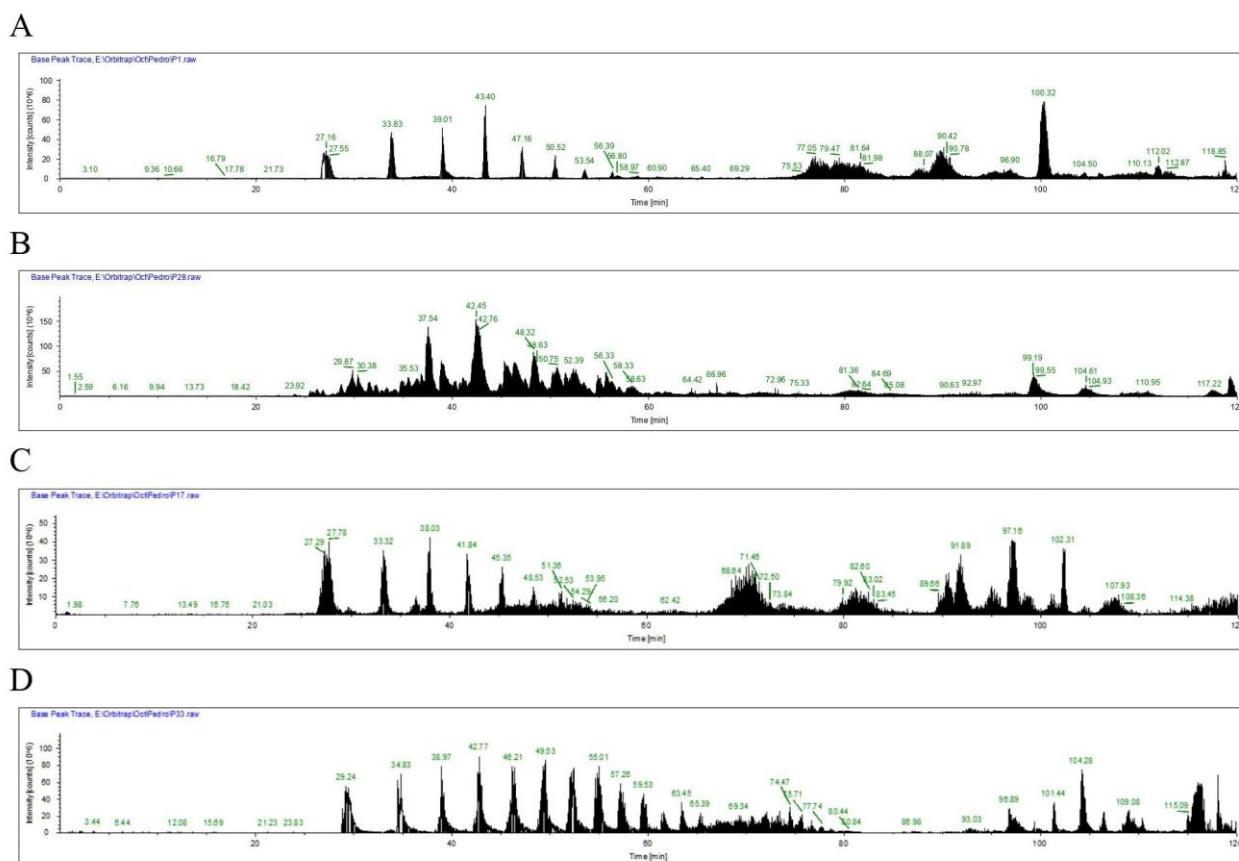 A
Base Peak Trace, E:\Orbitrap\Oct\Pedro\P1.raw
Intensity [counts] (10^6)
100
80
60
40
20
0
3.10 9.36 10.66 16.79 17.78 21.73 27.16 27.55 33.83 39.01 43.40 47.16 50.52 53.54 56.39 56.80 58.97 60.90 65.40 69.29 75.53 77.05 79.47 81.64 81.98 88.07 90.42 90.78 96.90 100.32 104.50 110.13 112.02 112.87 118.85
0 20 40 60 80 100 120
Time [min]
B
Base Peak Trace, E:\Orbitrap\Oct\Pedro\P28.raw
Intensity [counts] (10^6)
150
100
50
1.55 2.59 6.16 9.94 13.73 18.42 23.92 29.87 30.38 35.53 37.54 42.45 42.76 48.32 48.63 50.75 52.39 56.33 58.33 58.63 64.42 66.96 72.96 75.33 81.36 82.64 84.69 85.08 90.63 92.97 99.19 99.55 104.61 104.93 110.95 117.22
0 20 40 60 80 100 120
Time [min]
C
Base Peak Trace, E:\Orbitrap\Oct\Pedro\P17.raw
Intensity [counts] (10^6)
50
40
30
20
10
0
1.98 7.76 13.49 16.76 21.03 27.29 27.78 33.32 38.03 41.84 45.35 48.53 51.36 52.53 54.29 53.95 56.20 62.42 68.64 71.46 72.50 73.84 79.92 82.60 83.02 83.45 89.66 91.89 97.16 102.31 107.93 108.36 114.38
0 20 40 60 80 100 120
Time [min]
D
Base Peak Trace, E:\Orbitrap\Oct\Pedro\P33.raw
Intensity [counts] (10^6)
100
80
60
40
20
0
3.44 6.44 12.08 15.69 21.23 23.83 29.24 34.83 38.97 42.77 46.21 49.53 55.01 57.26 59.53 63.45 65.39 69.34 74.47 75.71 77.74 80.44 80.84 86.98 93.03 96.89 101.44 104.28 109.08 115.09
0 20 40 60 80 100 120
Time [min]